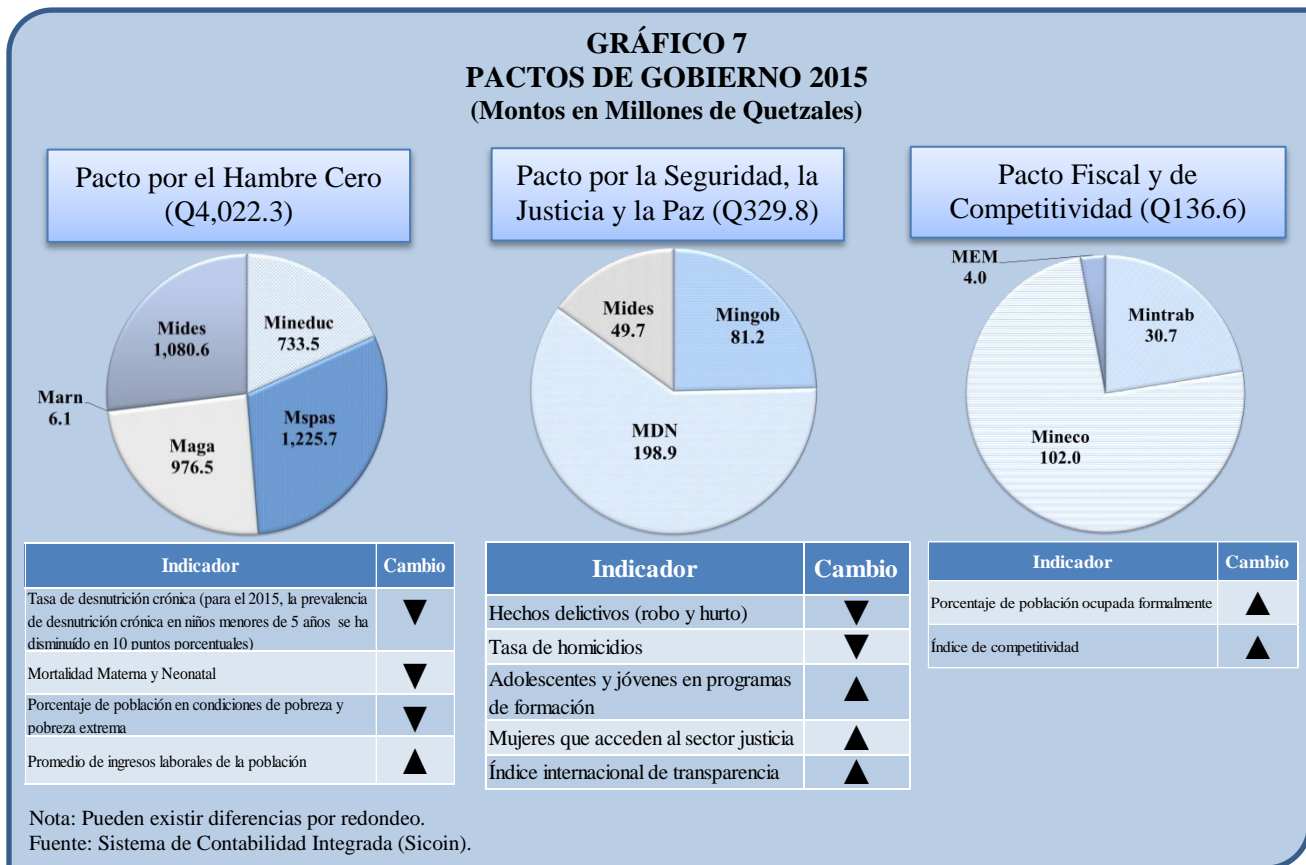 GRÁFICO 7
PACTOS DE GOBIERNO 2015
(Montos en Millones de Quetzales)
Pacto por el Hambre Cero
(Q4,022.3)
Mides
1,080.6
Mineduc
733.5
Marn
6.1
Maga
976.5
Mspas
1,225.7
Indicador Cambio
Tasa de desnutrición crónica (para el 2015, la prevalencia
de desnutrición crónica en niños menores de 5 años se ha
disminuído en 10 puntos porcentuales) ▼
Mortalidad Materna y Neonatal ▼
Porcentaje de población en condiciones de pobreza y
pobreza extrema ▼
Promedio de ingresos laborales de la población ▲
Pacto por la Seguridad, la
Justicia y la Paz (Q329.8)
Mides
49.7
Mingob
81.2
MDN
198.9
Indicador Cambio
Hechos delictivos (robo y hurto) ▼
Tasa de homicidios ▼
Adolescentes y jóvenes en programas
de formación ▲
Mujeres que acceden al sector justicia ▲
Índice internacional de transparencia ▲
Pacto Fiscal y de
Competitividad (Q136.6)
MEM
4.0
Mintrab
30.7
Mineco
102.0
Indicador Cambio
Porcentaje de población ocupada formalmente ▲
Índice de competitividad ▲
Nota: Pueden existir diferencias por redondeo.
Fuente: Sistema de Contabilidad Integrada (Sicoin).